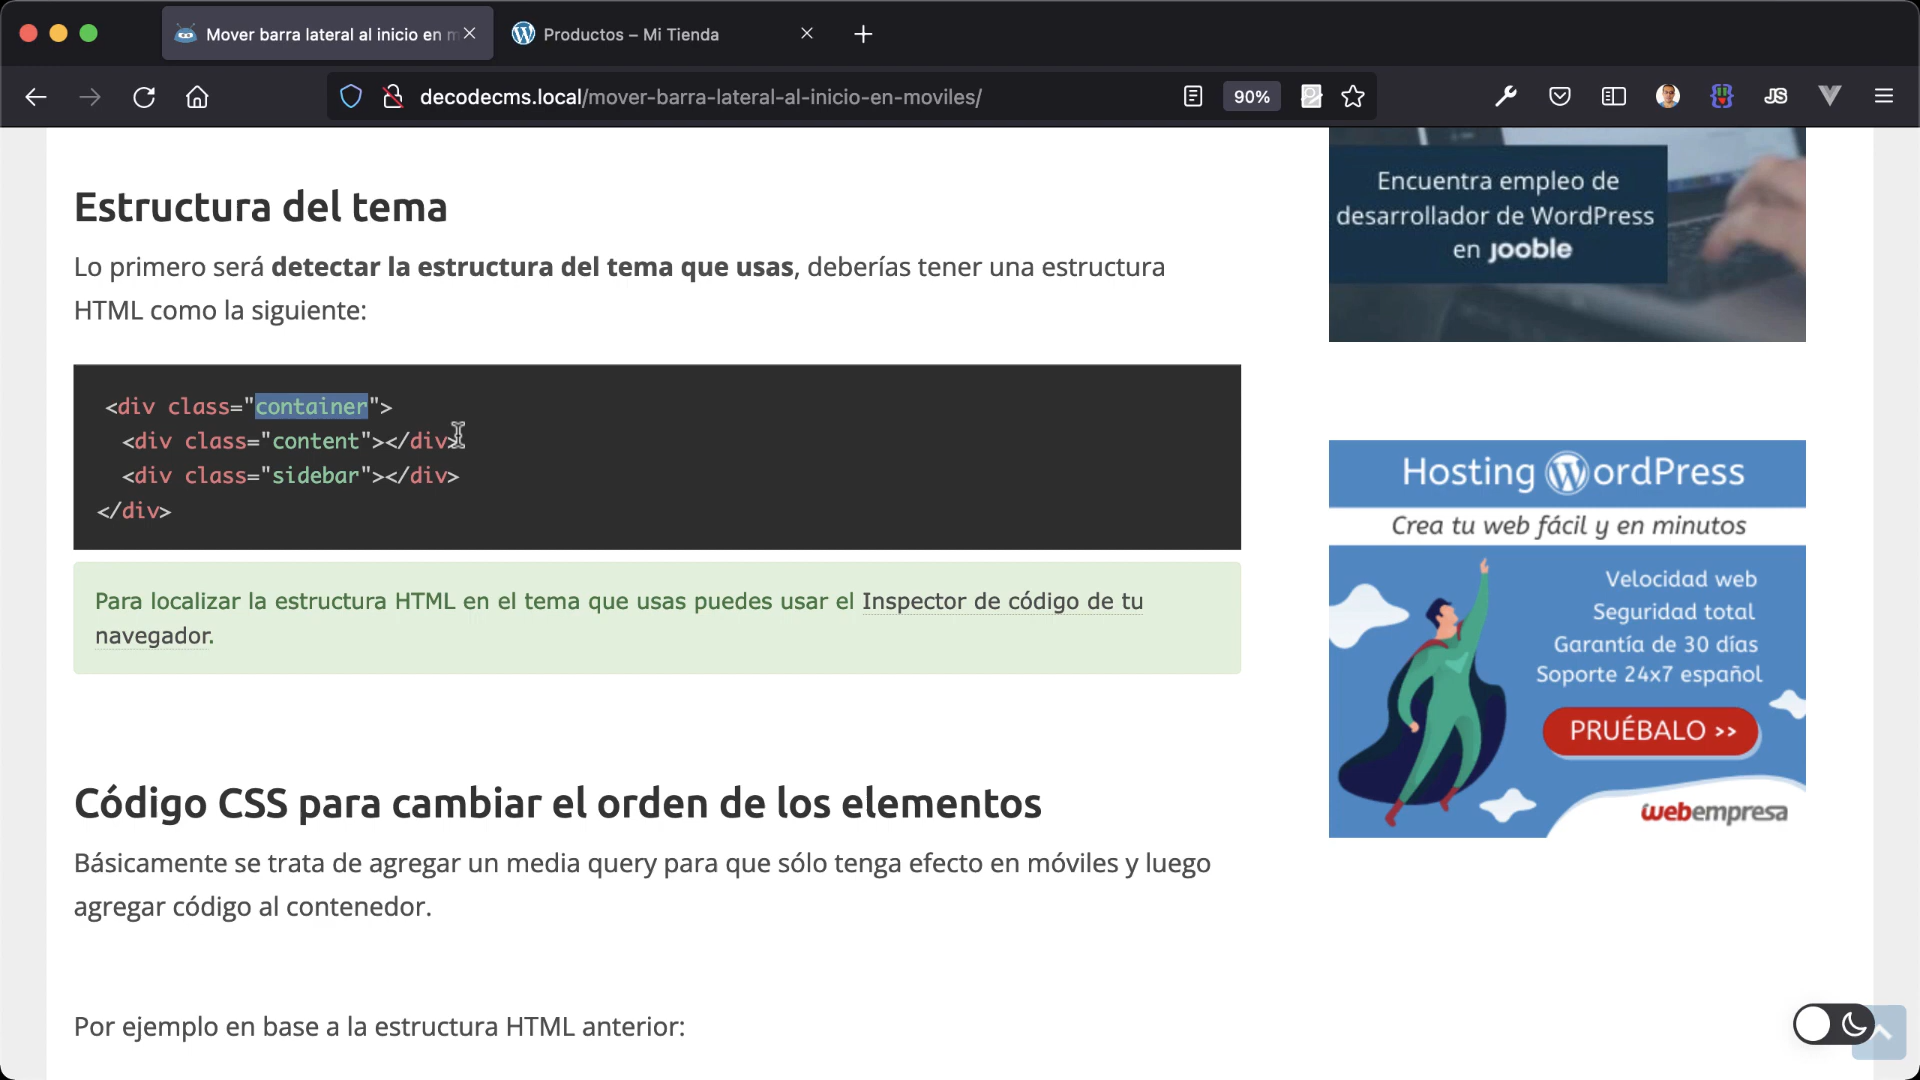 Mover barra lateral al inicio en m
Productos – Mi Tienda
decodecms.local/mover-barra-lateral-al-inicio-en-moviles/
90%
JS
Estructura del tema
Lo primero será detectar la estructura del tema que usas, deberías tener una estructura
HTML como la siguiente:
<div class="container">
<div class="content"></div>
<div class="sidebar"></div>
</div>
Para localizar la estructura HTML en el tema que usas puedes usar el Inspector de código de tu
navegador.
Código CSS para cambiar el orden de los elementos
Básicamente se trata de agregar un media query para que sólo tenga efecto en móviles y luego
agregar código al contenedor.
Por ejemplo en base a la estructura HTML anterior:
Encuentra empleo de
desarrollador de WordPress
en jooble
Hosting WordPress
Crea tu web fácil y en minutos
Velocidad web
Seguridad total
Garantía de 30 días
Soporte 24x7 español
PRUÉBALO >>
webempresa